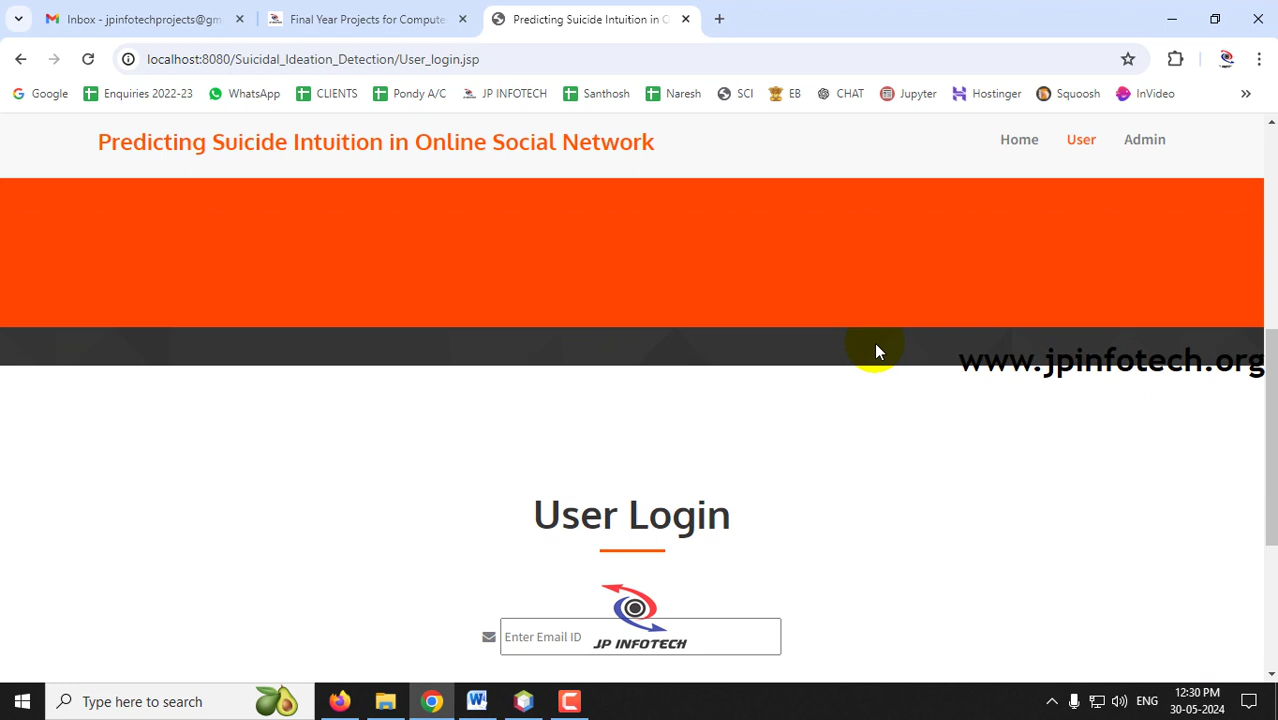 Inbox - jpinfotechprojects@gm
Final Year Projects for Compute
Predicting Suicide Intuition in O
localhost:8080/Suicidal_Ideation_Detection/User_login.jsp
Google
Enquiries 2022-23
WhatsApp
CLIENTS
Pondy A/C
JP INFOTECH
Santhosh
Naresh
SCI
EB
CHAT
Jupyter
Hostinger
Squoosh
InVideo
Predicting Suicide Intuition in Online Social Network
Home
User
Admin
www.jpinfotech.org
User Login
Enter Email ID
JP INFOTECH
Type here to search
ENG
12:30 PM
30-05-2024